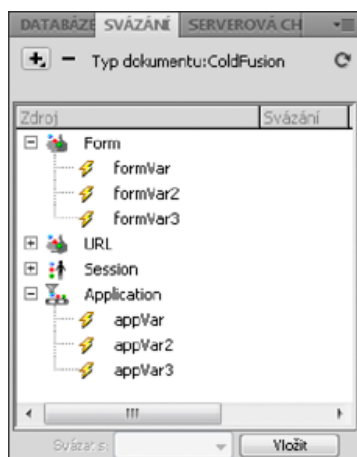 DATABÁZE SVÁZÁNÍ SERVEROVÁ CH
Typ dokumentu:ColdFusion
Zdroj Svázání
Form
formVar
formVar2
formVar3
URL
Session
Application
appVar
appVar2
appVar3
Svázat s: Vložit